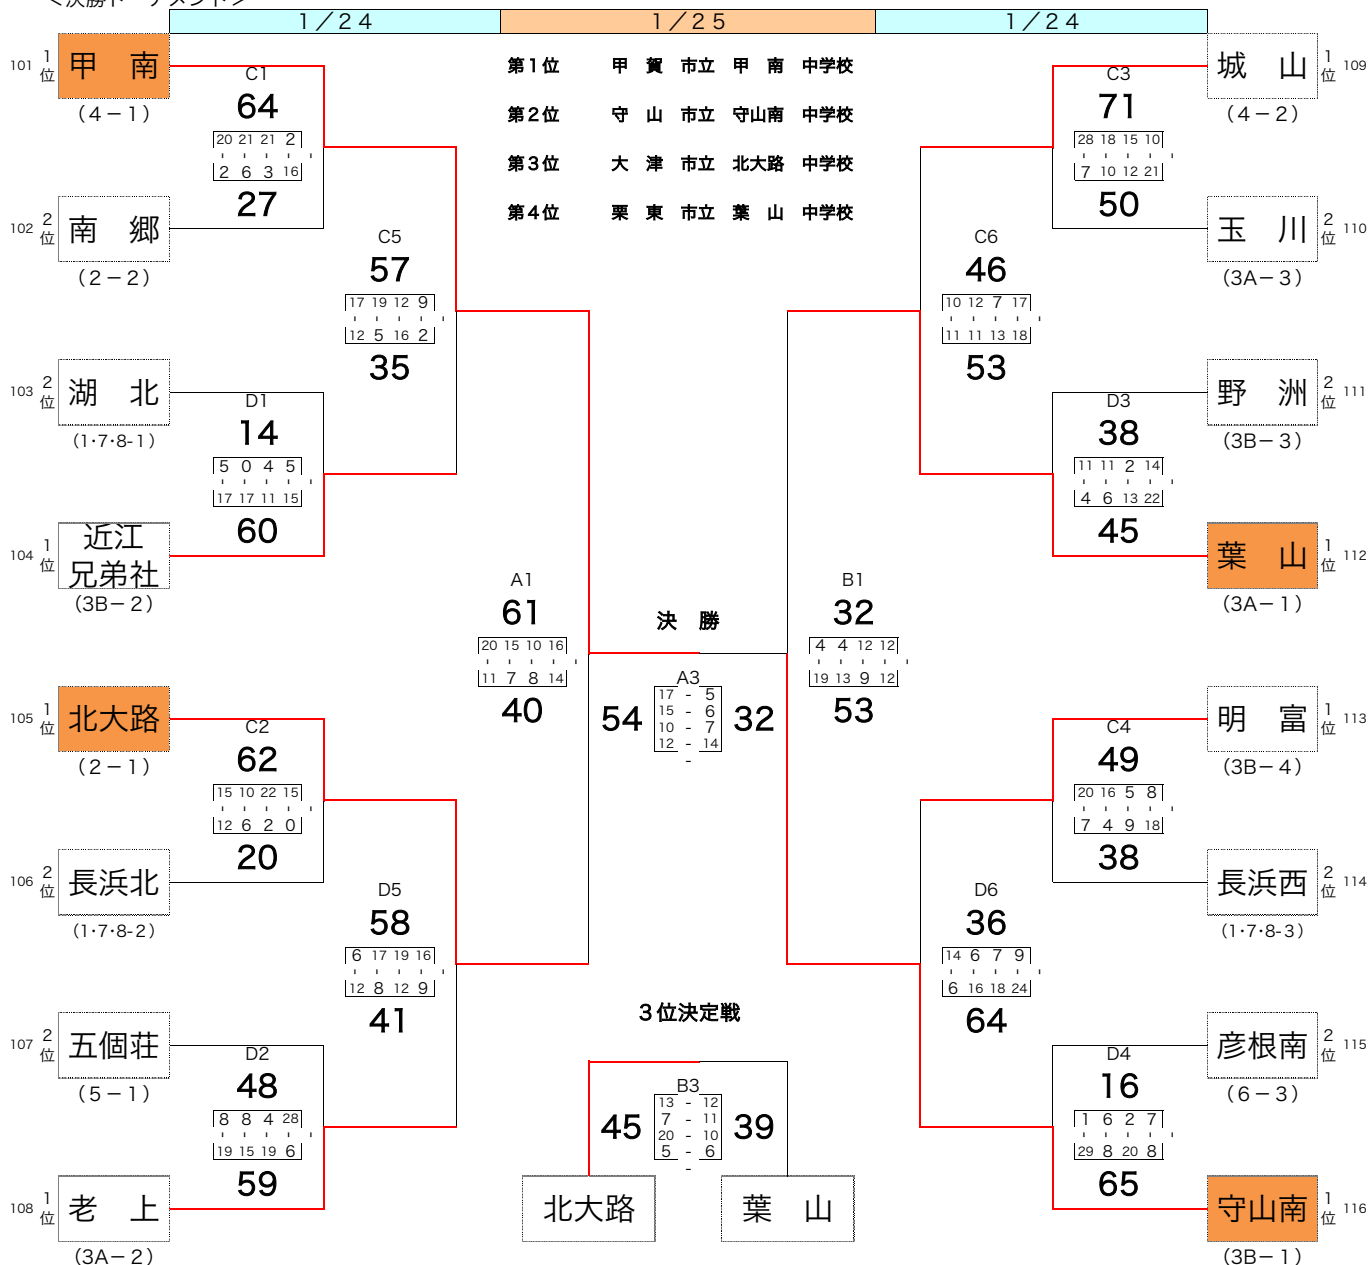 ＜決勝トーナメント＞
1／24
1／25
1／24
第１位　甲　賀　市立　甲　南　中学校
第２位　守　山　市立　守山南　中学校
第３位　大　津　市立　北大路　中学校
第４位　栗　東　市立　葉　山　中学校
101 1位 甲　南
（4－1）
C1
64
20 21 21 2
2 6 3 16
27
102 2位 南　郷
（2－2）
C5
57
17 19 12 9
12 5 16 2
35
103 2位 湖　北
（1･7･8-1）
D1
14
5 0 4 5
17 17 11 15
60
104 1位 近江兄弟社
（3B－2）
A1
61
20 15 10 16
11 7 8 14
40
105 1位 北大路
（2－1）
C2
62
15 10 22 15
12 6 2 0
20
106 2位 長浜北
（1･7･8-2）
D5
58
6 17 19 16
12 8 12 9
41
107 2位 五個荘
（5－1）
D2
48
8 8 4 28
19 15 19 6
59
108 1位 老　上
（3A－2）
決　勝
A3
54
17 - 5
15 - 6
10 - 7
12 - 14
-
32
３位決定戦
B3
45
13 - 12
7 - 11
20 - 10
5 - 6
-
39
北大路
葉　山
城　山 1位 109
（4－2）
C3
71
28 18 15 10
7 10 12 21
50
玉　川 2位 110
（3A－3）
C6
46
10 12 7 17
11 11 13 18
53
野　洲 2位 111
（3B－3）
D3
38
11 11 2 14
4 6 13 22
45
葉　山 1位 112
（3A－1）
B1
32
4 4 12 12
19 13 9 12
53
明　富 1位 113
（3B－4）
C4
49
20 16 5 8
7 4 9 18
38
長浜西 2位 114
（1･7･8-3）
D6
36
14 6 7 9
6 16 18 24
64
彦根南 2位 115
（6－3）
D4
16
1 6 2 7
29 8 20 8
65
守山南 1位 116
（3B－1）